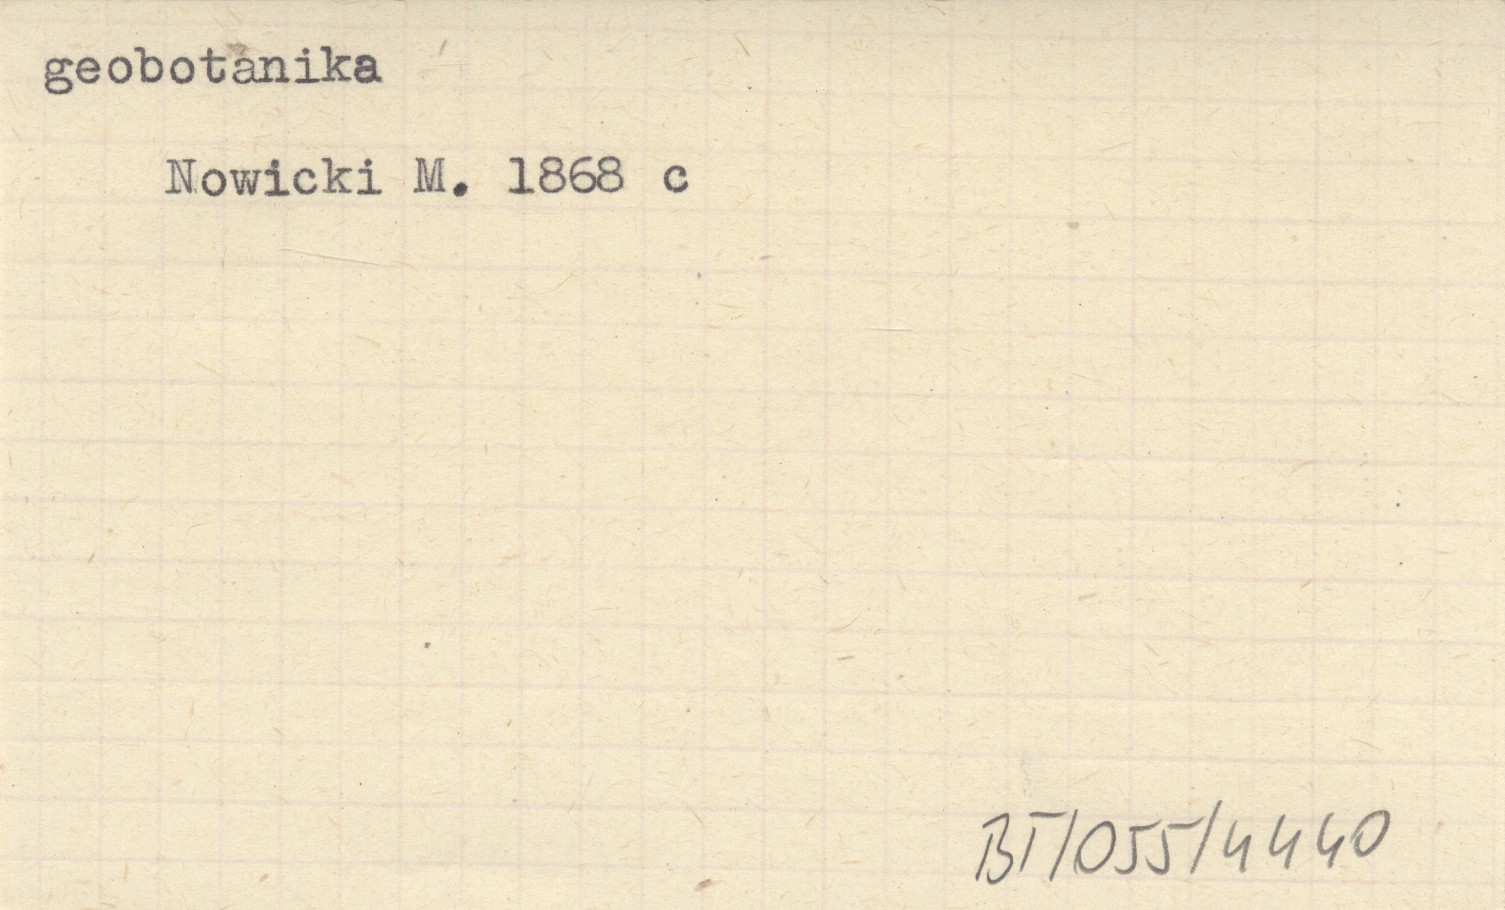 geobotanika
Nowicki M. 1868 c
BT/055/4440